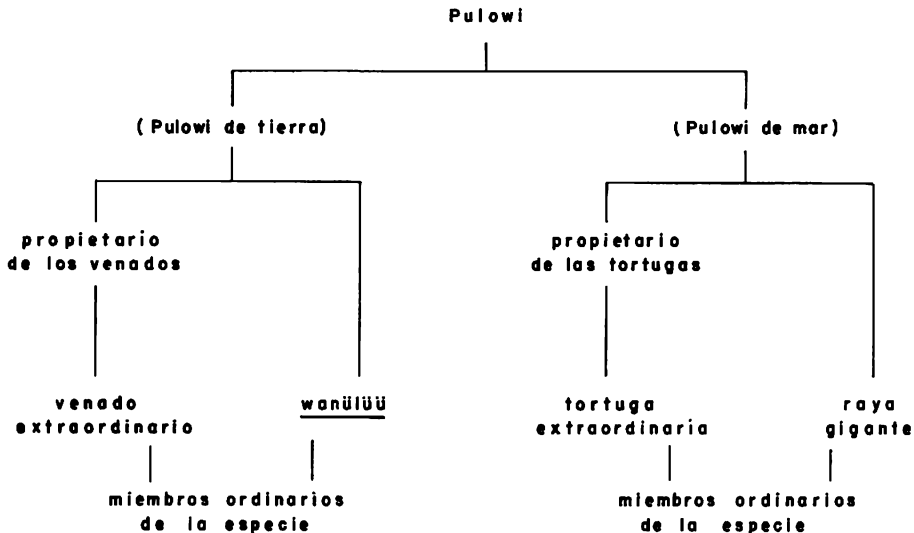 Pulowi
(Pulowi de tierra)
(Pulowi de mar)
propietario
de los venados
propietario
de las tortugas
venado
extraordinario
wanülüü
tortuga
extraordinaria
raya
gigante
miembros ordinarios
de la especie
miembros ordinarios
de la especie